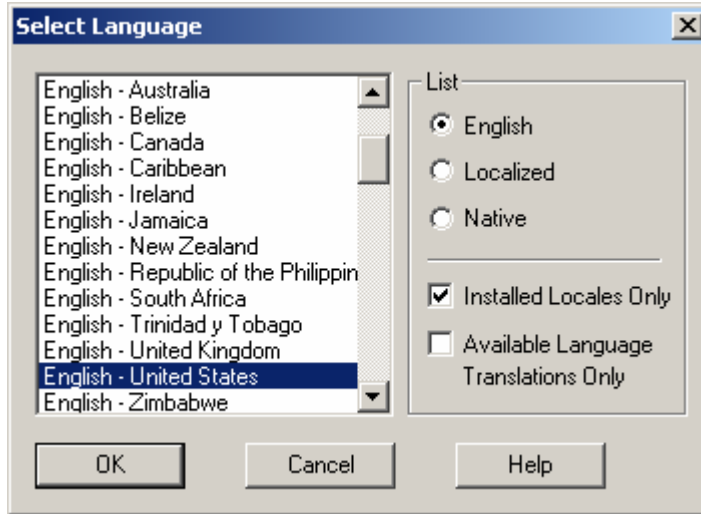 Select Language
English - Australia
English - Belize
English - Canada
English - Caribbean
English - Ireland
English - Jamaica
English - New Zealand
English - Republic of the Philippin
English - South Africa
English - Trinidad y Tobago
English - United Kingdom
English - United States
English - Zimbabwe
List
English
Localized
Native
Installed Locales Only
Available Language
Translations Only
OK
Cancel
Help